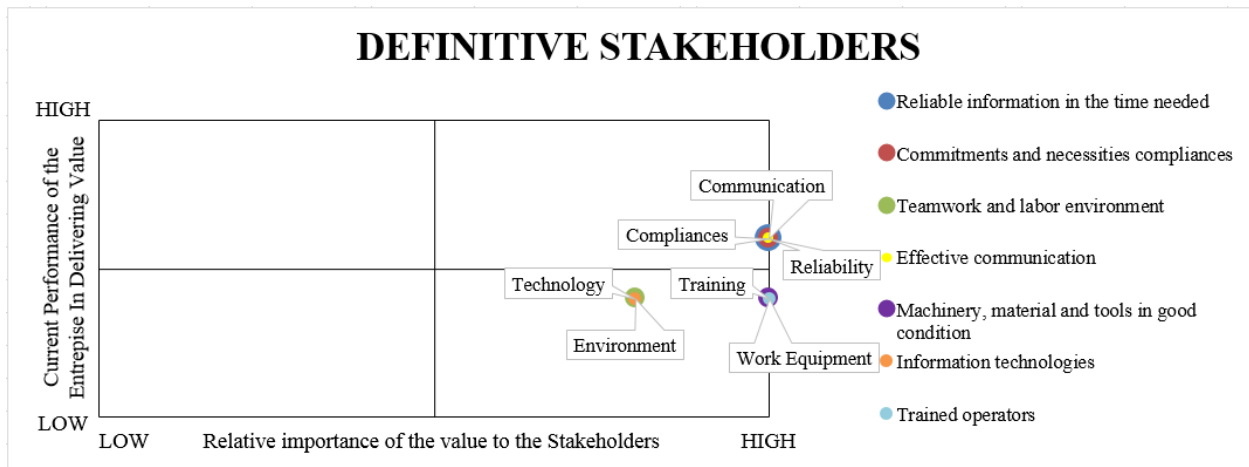 DEFINITIVE STAKEHOLDERS
HIGH
Current Performance of the
Entrepise In Delivering Value
LOW
LOW
Relative importance of the value to the Stakeholders
HIGH
Communication
Compliances
Reliability
Technology
Training
Environment
Work Equipment
Reliable information in the time needed
Commitments and necessities compliances
Teamwork and labor environment
Effective communication
Machinery, material and tools in good
condition
Information technologies
Trained operators